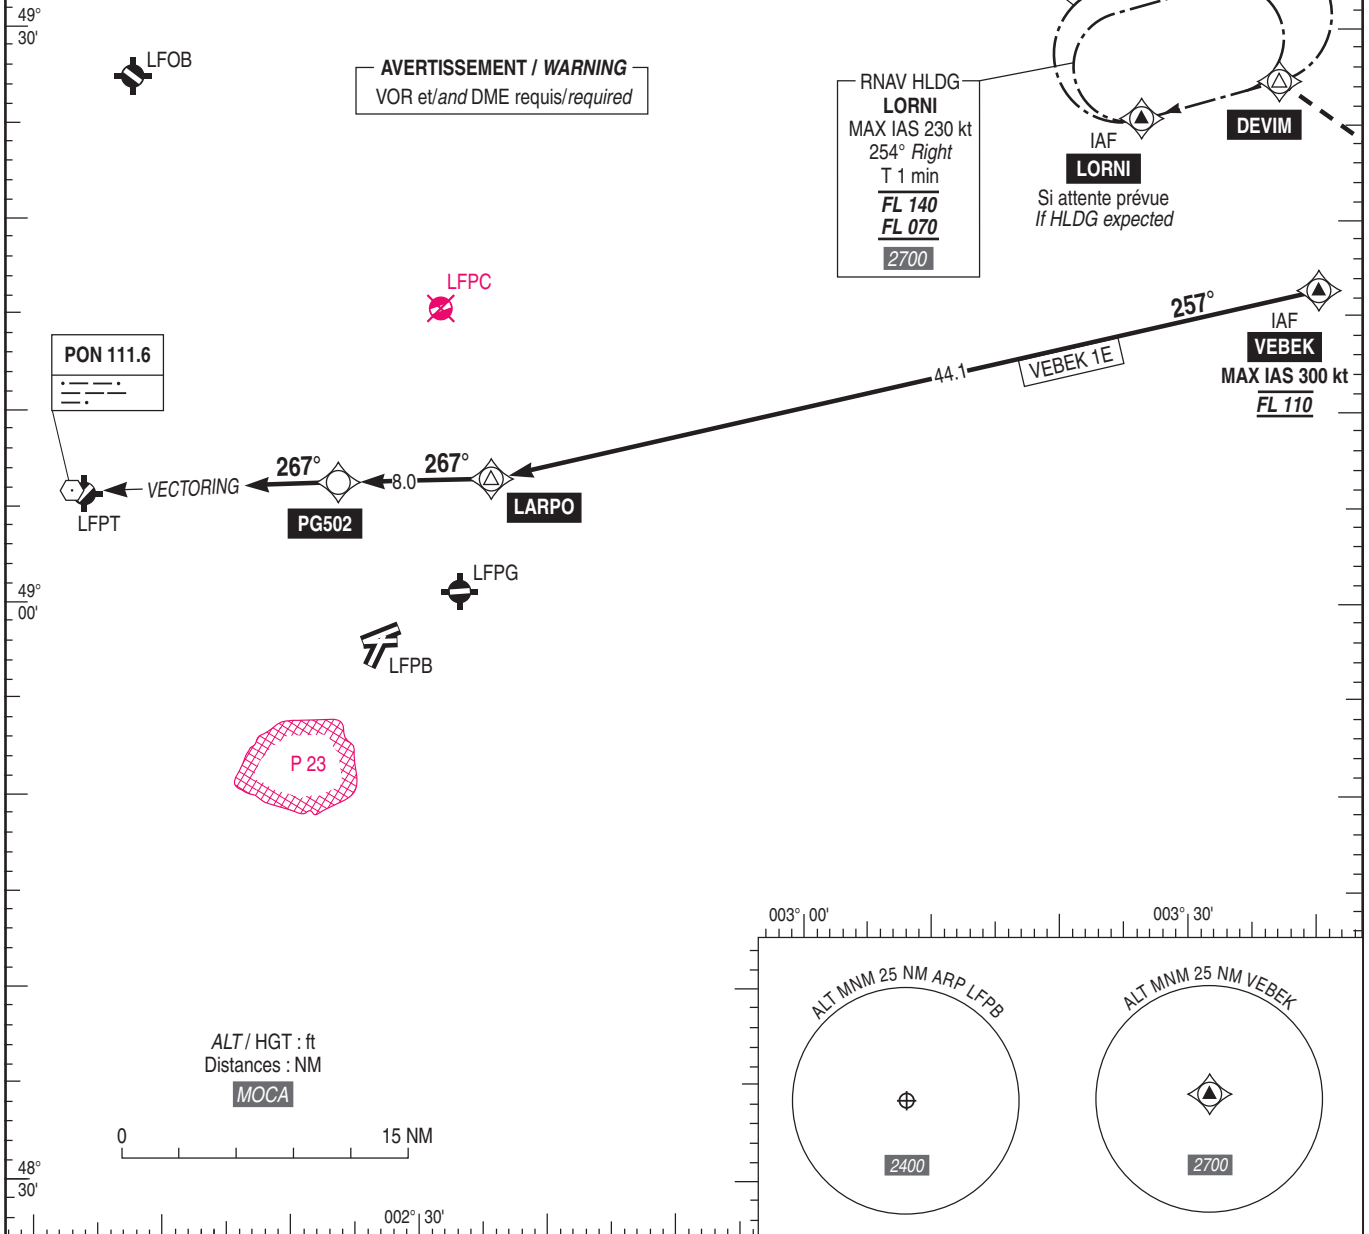 49°
30'
LFOB
AVERTISSEMENT / WARNING
VOR et/and DME requis/required
RNAV HLDG
LORNI
MAX IAS 230 kt
254° Right
T 1 min
FL 140
FL 070
2700
DEVIM
IAF
LORNI
Si attente prévue
If HLDG expected
LFPC
257°
IAF
VEBEK
MAX IAS 300 kt
FL 110
VEBEK 1E
44.1
PON 111.6
267°
8.0
267°
VECTORING
LARPO
PG502
LFPT
LFPG
49°
00'
LFPB
P 23
003° 00'
003° 30'
ALT MNM 25 NM ARP LFPB
2400
ALT MNM 25 NM VEBEK
2700
ALT / HGT : ft
Distances : NM
MOCA
0
15 NM
48°
30'
002° 30'